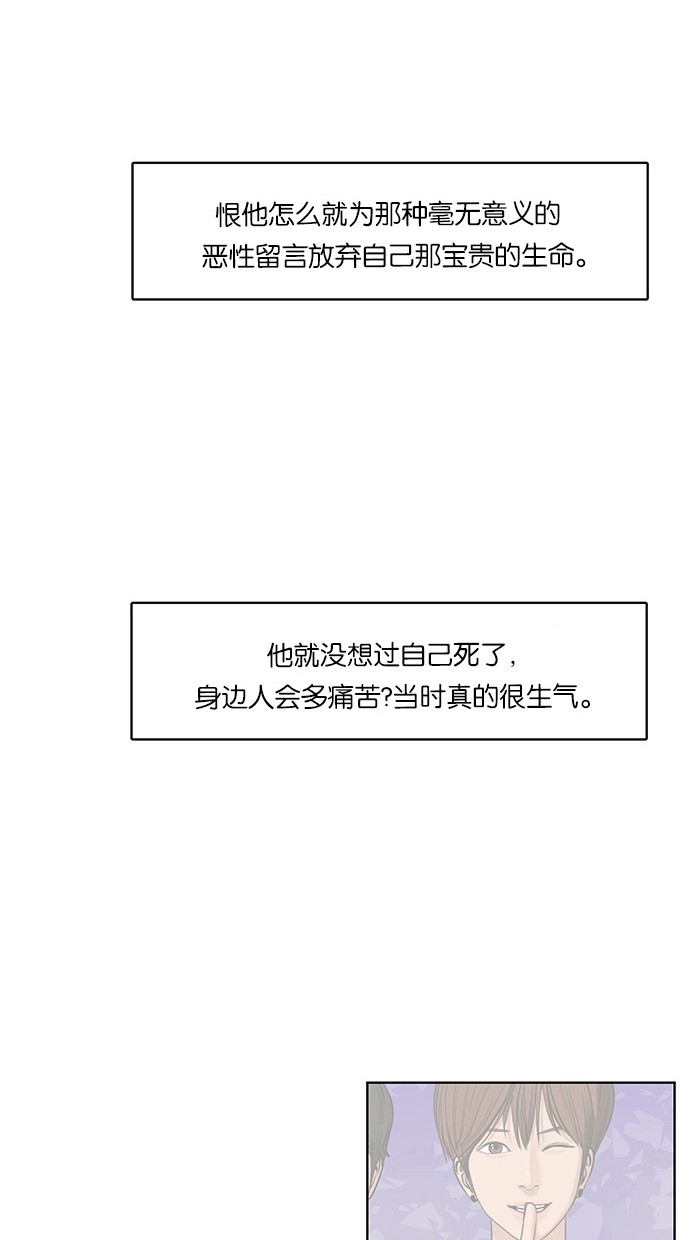 恨他怎么就为那种毫无意义的
恶性留言放弃自己那宝贵的生命。
他就没想过自己死了,
身边人会多痛苦?当时真的很生气。